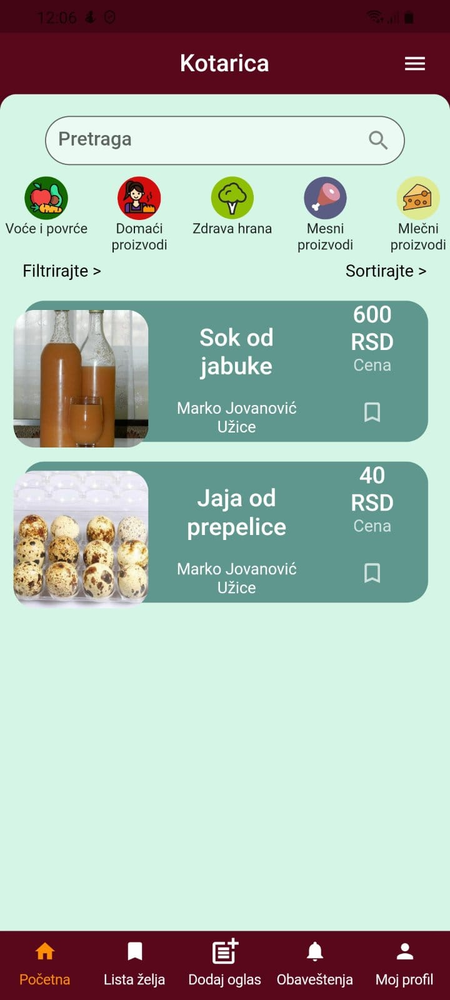 12:06
Kotarica
Pretraga
Voće i povrće
Domaći
proizvodi
Zdrava hrana
Mesni
proizvodi
Mlečni
proizvodi
Filtrirajte >
Sortirajte >
Sok od
jabuke
600
RSD
Cena
Marko Jovanović
Užice
Jaja od
prepelice
40
RSD
Cena
Marko Jovanović
Užice
Početna
Lista želja
Dodaj oglas
Obaveštenja
Moj profil